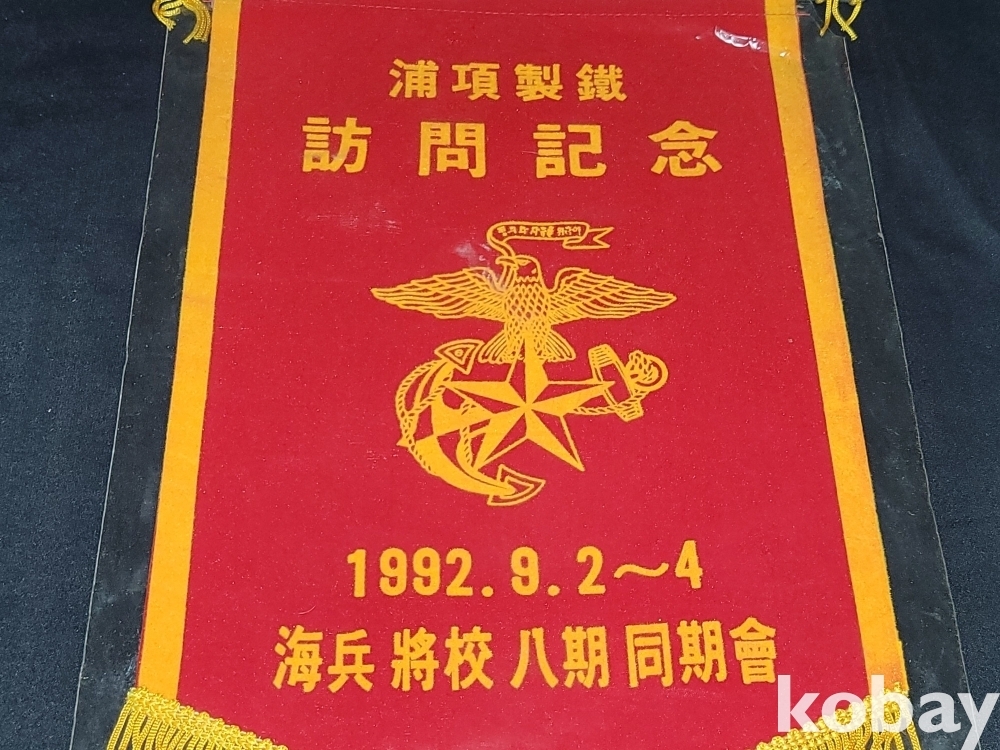 浦項製鐵
訪問記念
1992.9.2～4
海兵 將校 八期 同期會
kobay